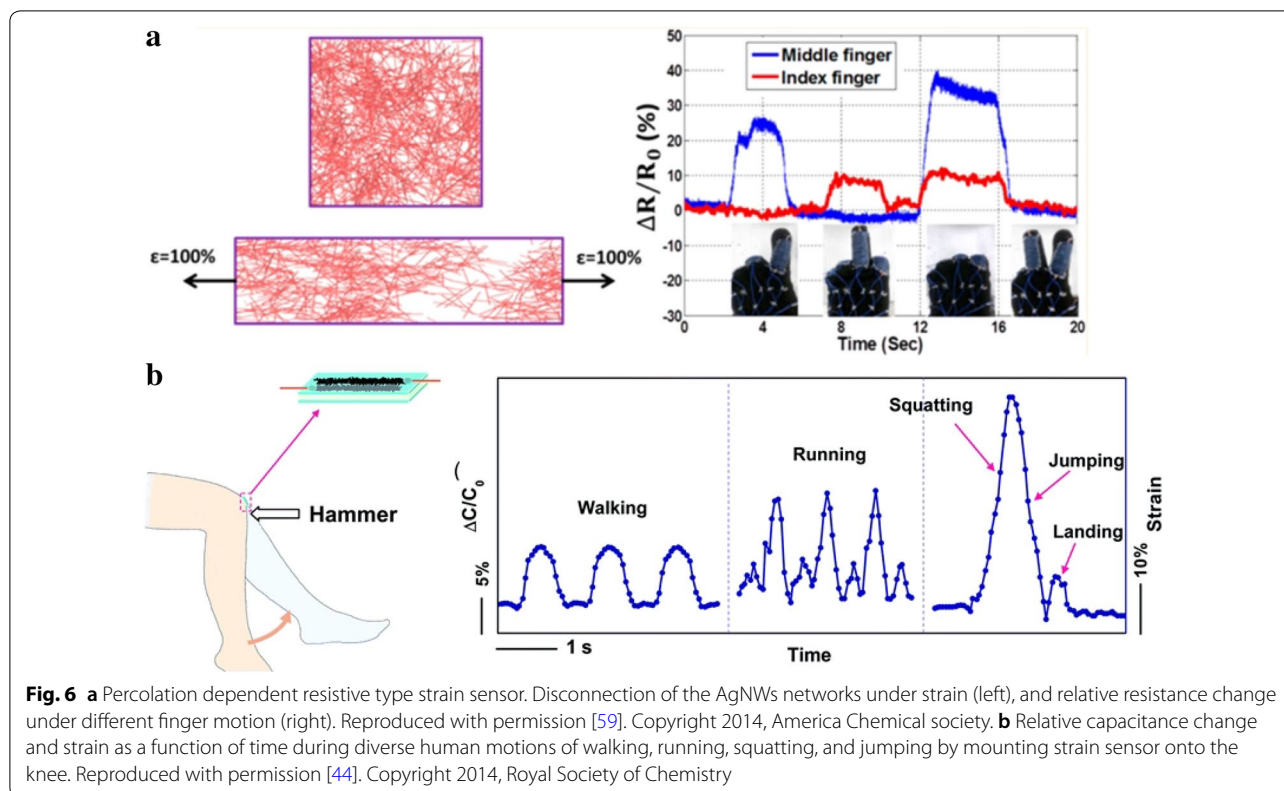 a
50
40
30
20
10
0
-10
-20
-30
ΔR/R₀ (%)
Middle finger
Index finger
ε=100%
ε=100%
0
4
8
12
16
20
Time (Sec)
b
Hammer
ΔC/C₀
5%
Walking
Running
Squatting
Jumping
Landing
Strain
10%
1 s
Time
Fig. 6 a Percolation dependent resistive type strain sensor. Disconnection of the AgNWs networks under strain (left), and relative resistance change
under different finger motion (right). Reproduced with permission [59]. Copyright 2014, America Chemical society. b Relative capacitance change
and strain as a function of time during diverse human motions of walking, running, squatting, and jumping by mounting strain sensor onto the
knee. Reproduced with permission [44]. Copyright 2014, Royal Society of Chemistry